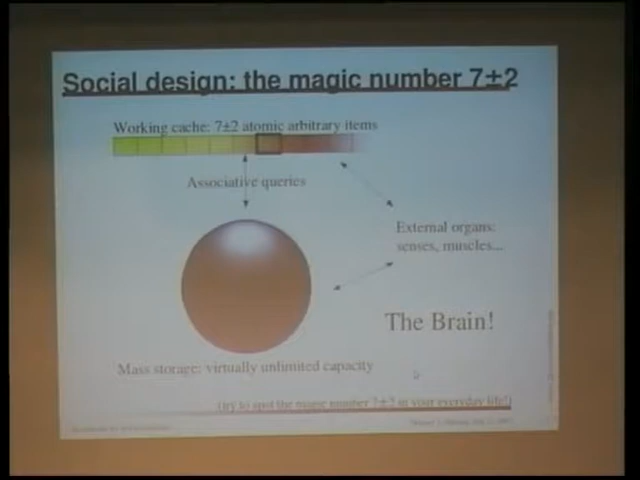 Social design: the magic number 7±2
Working cache: 7±2 atomic arbitrary items
Associative queries
External organs:
senses, muscles...
The Brain!
Mass storage: virtually unlimited capacity
(try to spot the magic number 7±2 in your everyday life!)